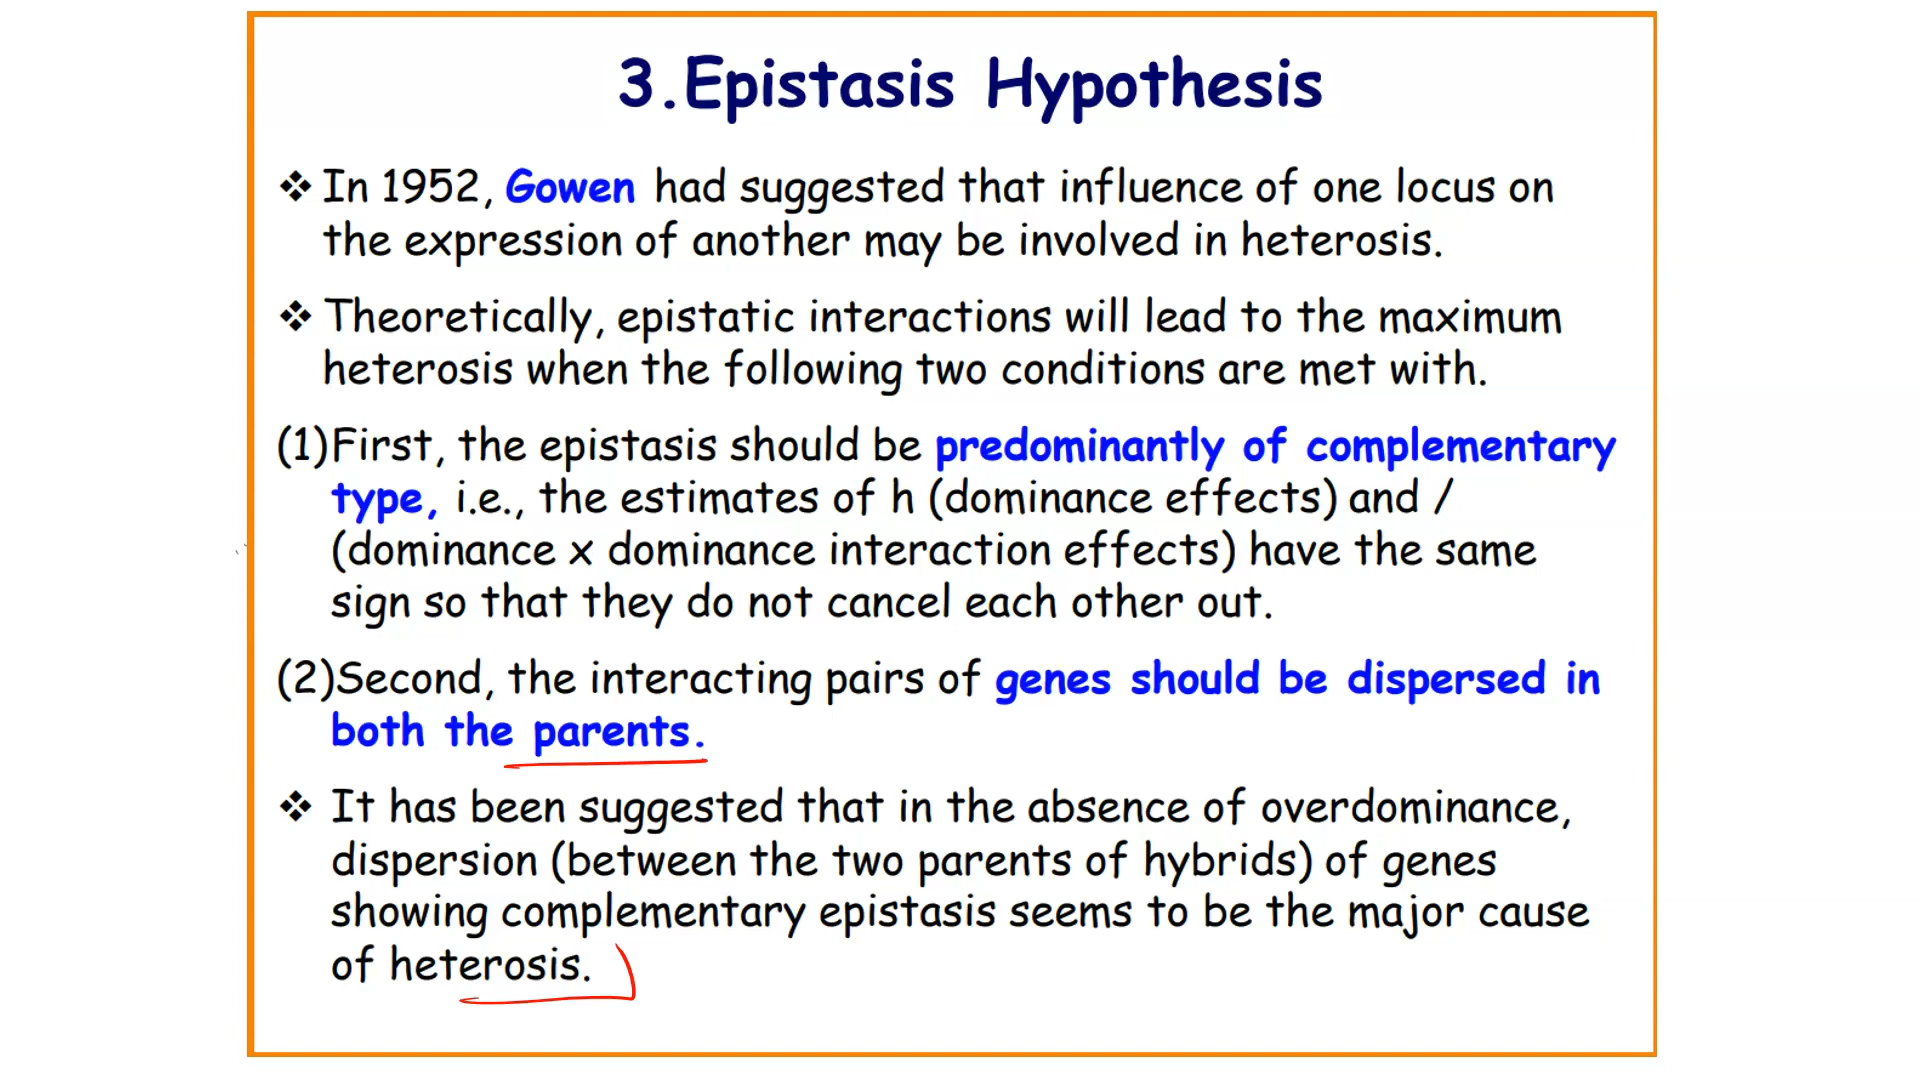 3.Epistasis Hypothesis
❖ In 1952, Gowen had suggested that influence of one locus on
the expression of another may be involved in heterosis.
❖ Theoretically, epistatic interactions will lead to the maximum
heterosis when the following two conditions are met with.
(1)First, the epistasis should be predominantly of complementary
type, i.e., the estimates of h (dominance effects) and /
(dominance x dominance interaction effects) have the same
sign so that they do not cancel each other out.
(2)Second, the interacting pairs of genes should be dispersed in
both the parents.
❖ It has been suggested that in the absence of overdominance,
dispersion (between the two parents of hybrids) of genes
showing complementary epistasis seems to be the major cause
of heterosis.